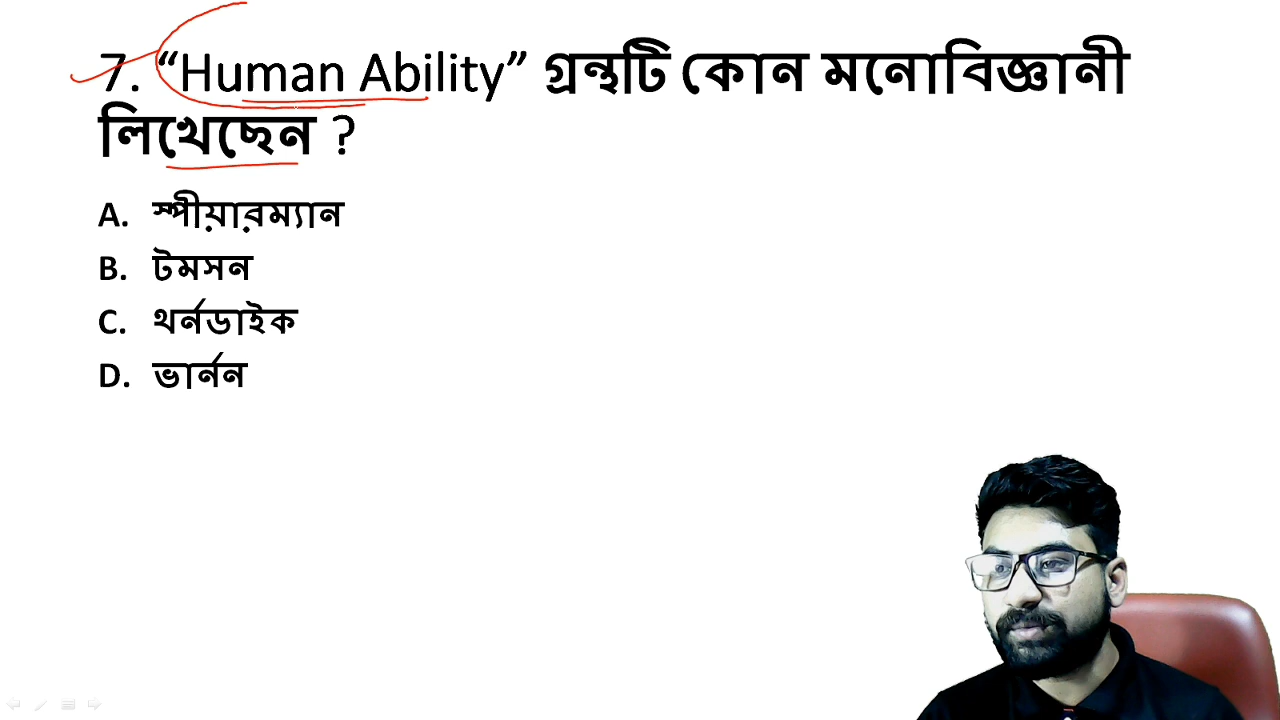 7. “Human Ability” গ্রন্থটি কোন মনোবিজ্ঞানী
লিখেছেন ?
A. স্পীয়ারম্যান
B. টমসন
C. থর্নডাইক
D. ভার্নন